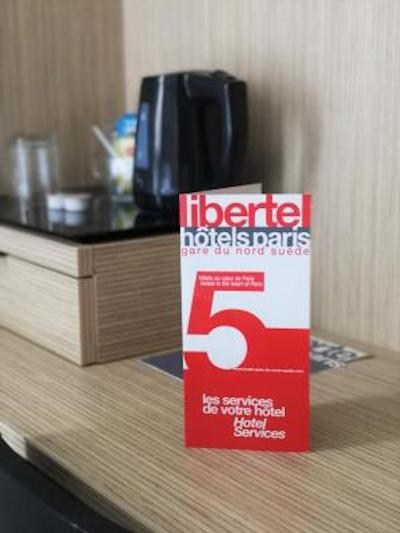 libertel
hôtels paris
gare du nord suède
hôtels au cœur de Paris
hotels in the heart of Paris
5
les services
de votre hôtel
Hotel
Services